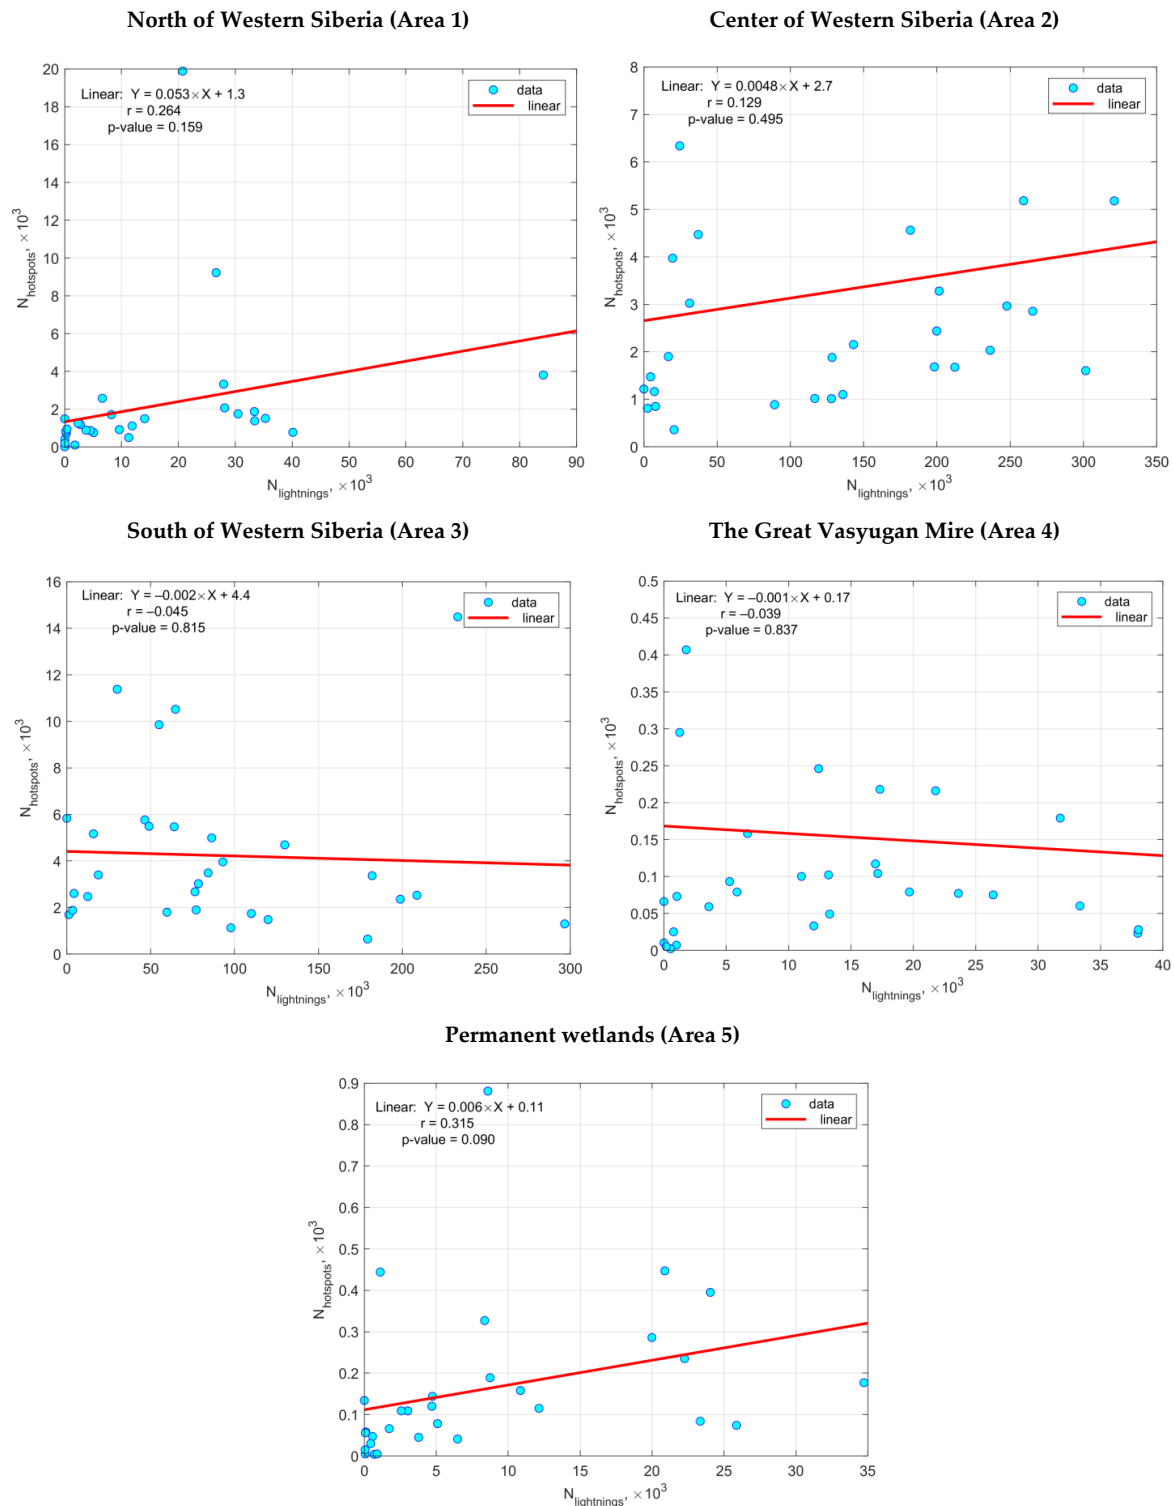 North of Western Siberia (Area 1)
Center of Western Siberia (Area 2)
Linear: Y = 0.053×X + 1.3
r = 0.264
p-value = 0.159
data
linear
20
18
16
14
12
10
8
6
4
2
0
0 10 20 30 40 50 60 70 80 90
N_hotspots, ×10^3
N_lightnings, ×10^3
Linear: Y = 0.0048×X + 2.7
r = 0.129
p-value = 0.495
data
linear
8
7
6
5
4
3
2
1
0
0 50 100 150 200 250 300 350
N_hotspots, ×10^3
N_lightnings, ×10^3
South of Western Siberia (Area 3)
The Great Vasyugan Mire (Area 4)
Linear: Y = –0.002×X + 4.4
r = –0.045
p-value = 0.815
data
linear
16
14
12
10
8
6
4
2
0
0 50 100 150 200 250 300
N_hotspots, ×10^3
N_lightnings, ×10^3
Linear: Y = –0.001×X + 0.17
r = –0.039
p-value = 0.837
data
linear
0.5
0.45
0.4
0.35
0.3
0.25
0.2
0.15
0.1
0.05
0
0 5 10 15 20 25 30 35 40
N_hotspots, ×10^3
N_lightnings, ×10^3
Permanent wetlands (Area 5)
Linear: Y = 0.006×X + 0.11
r = 0.315
p-value = 0.090
data
linear
0.9
0.8
0.7
0.6
0.5
0.4
0.3
0.2
0.1
0
0 5 10 15 20 25 30 35
N_hotspots, ×10^3
N_lightnings, ×10^3